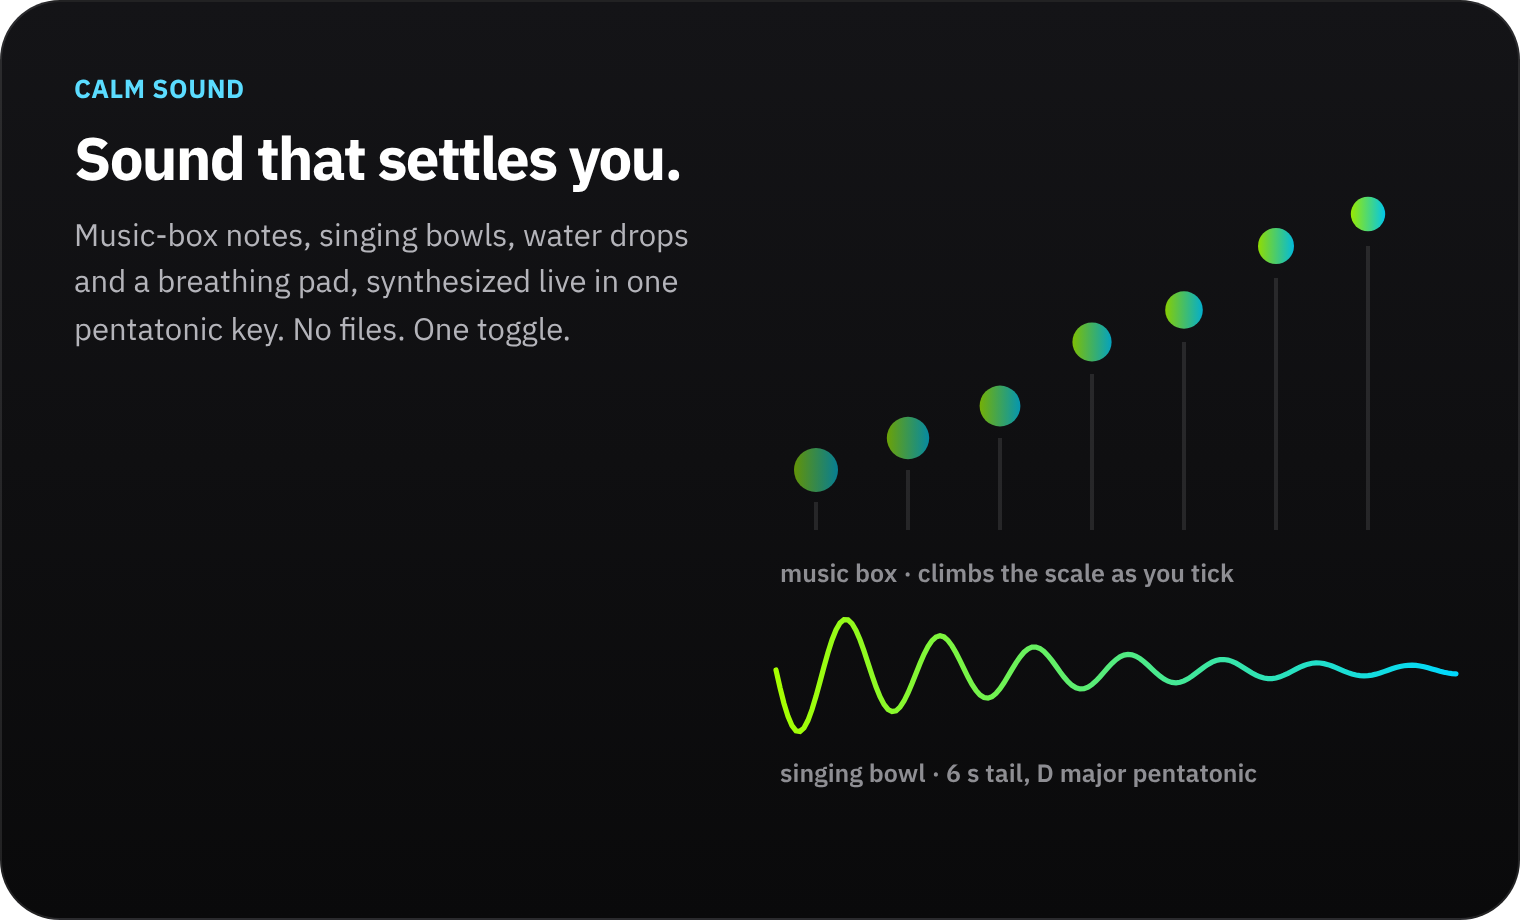 CALM SOUND
Sound that settles you.
Music-box notes, singing bowls, water drops
and a breathing pad, synthesized live in one
pentatonic key. No files. One toggle.
music box · climbs the scale as you tick
singing bowl · 6 s tail, D major pentatonic